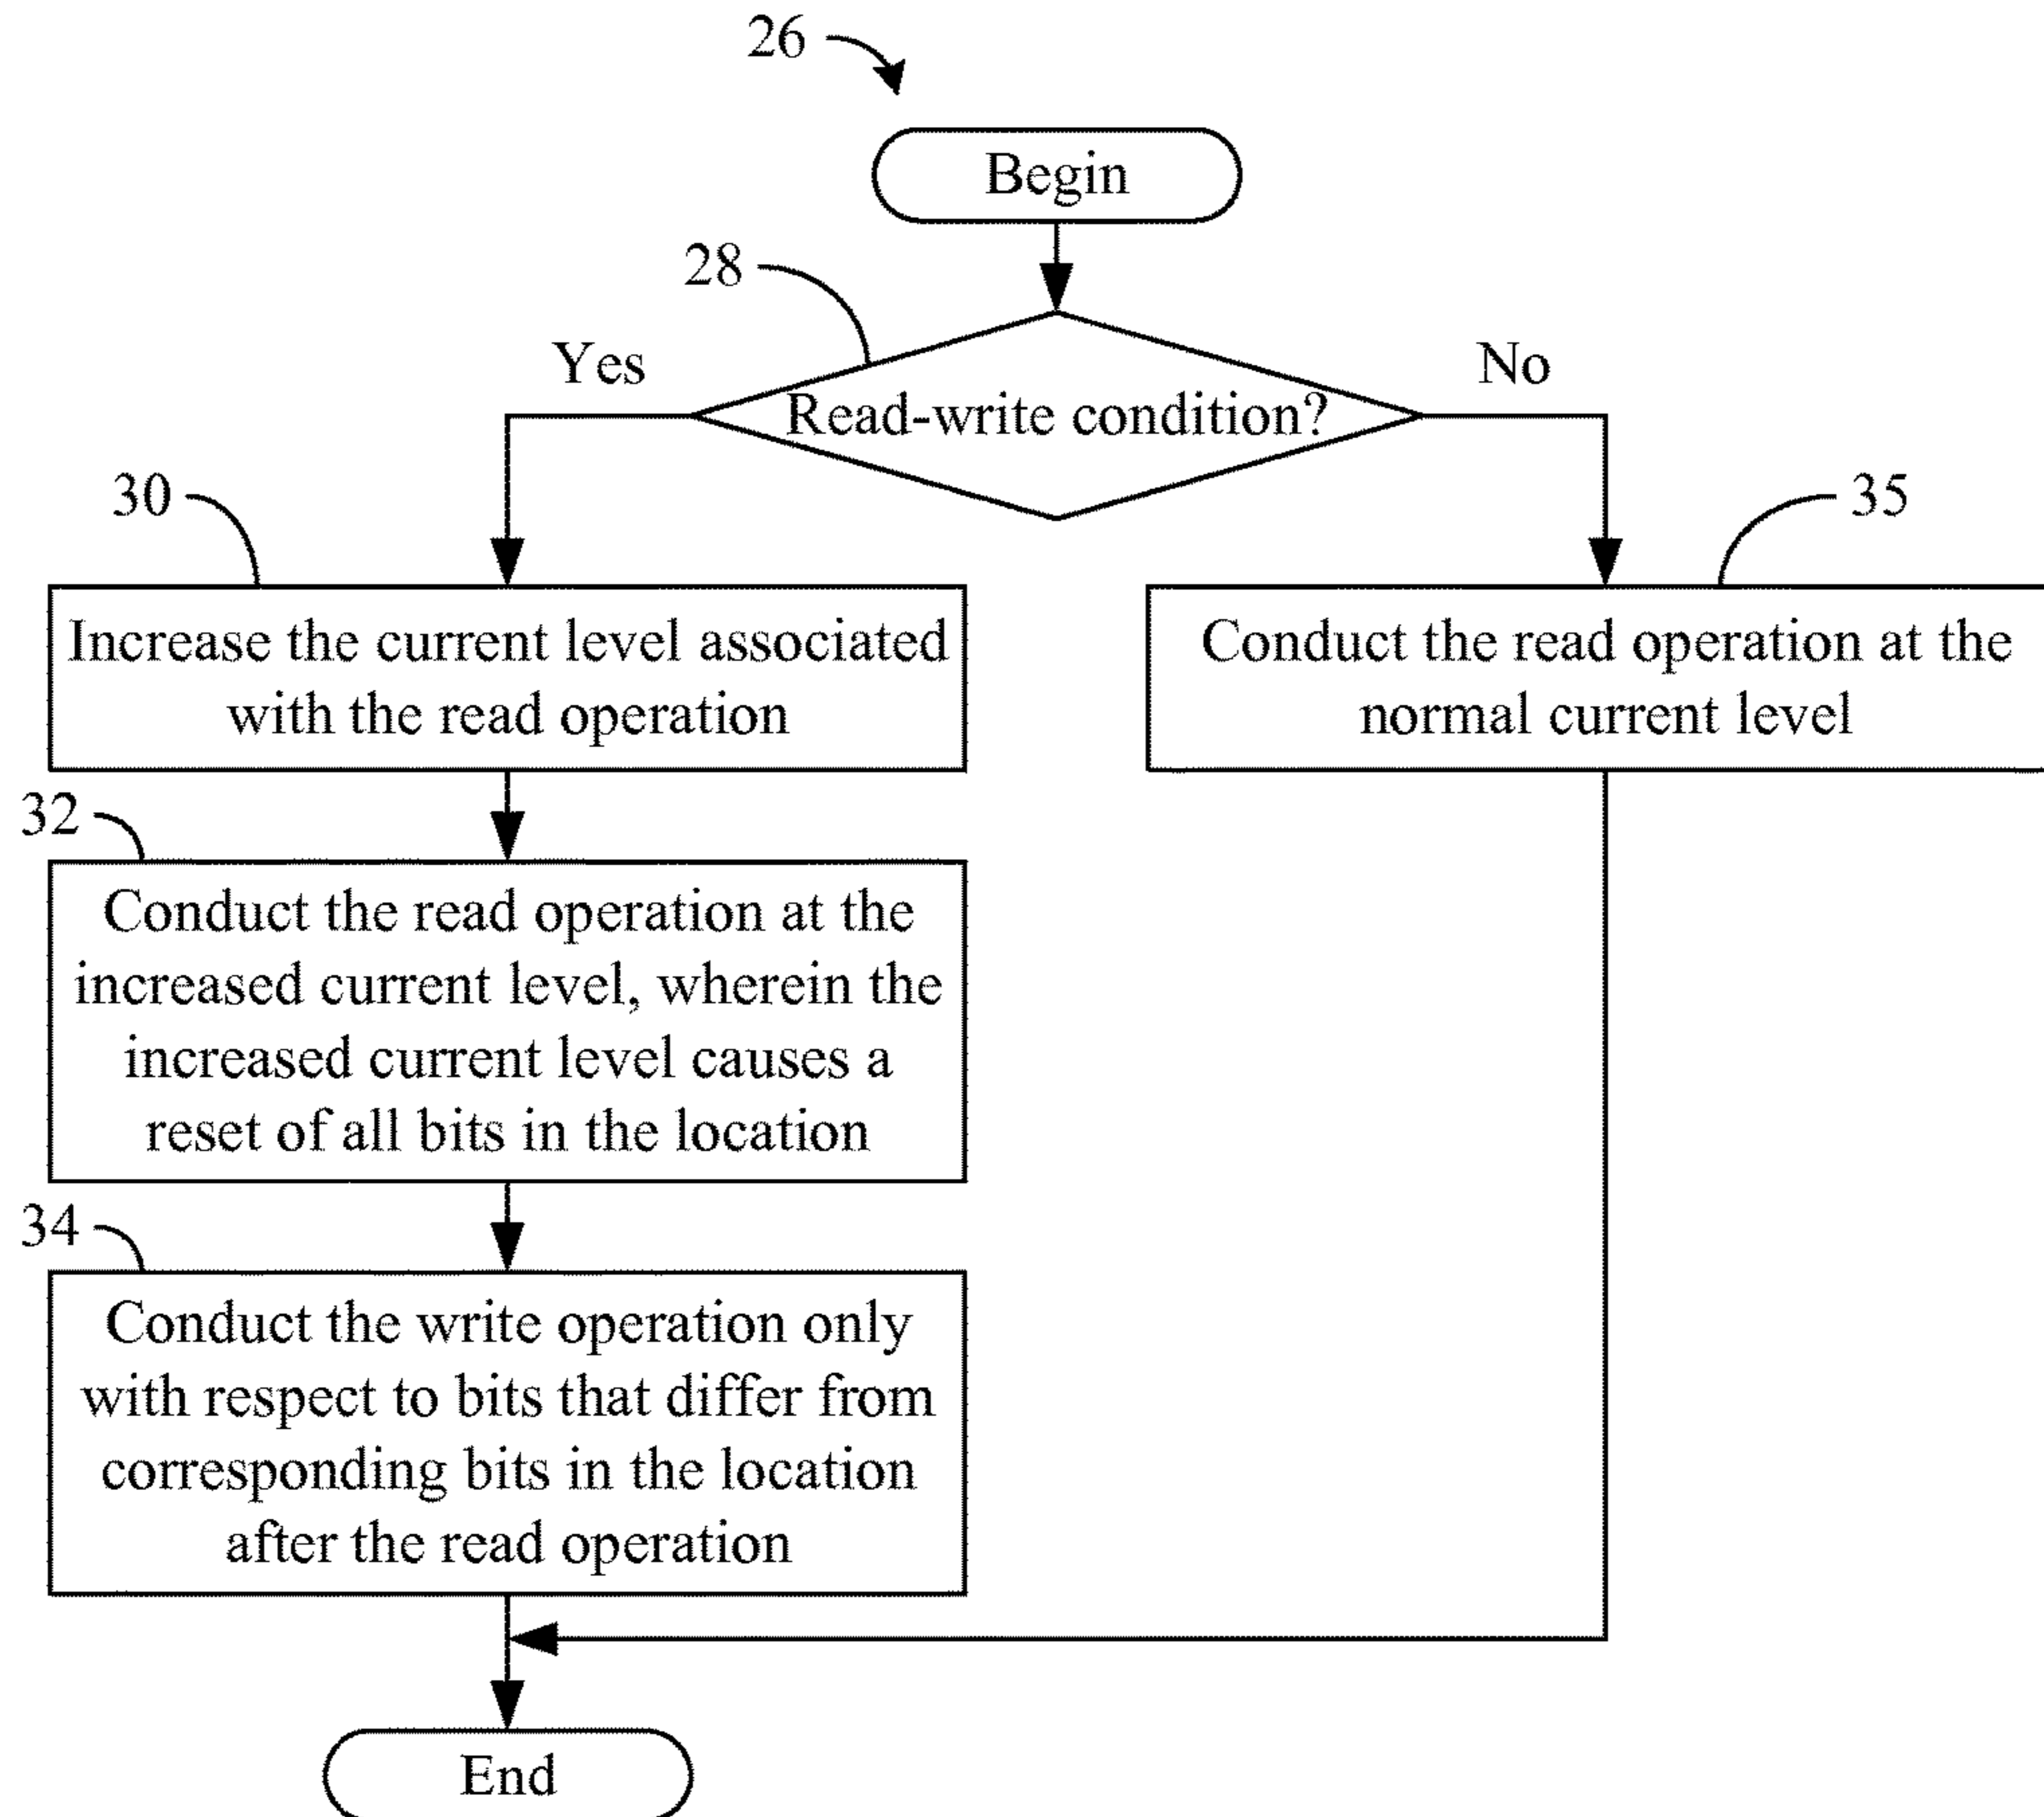 26
Begin
28
Yes
No
Read-write condition?
30
35
Increase the current level associated
with the read operation
Conduct the read operation at the
normal current level
32
Conduct the read operation at the
increased current level, wherein the
increased current level causes a
reset of all bits in the location
34
Conduct the write operation only
with respect to bits that differ from
corresponding bits in the location
after the read operation
End